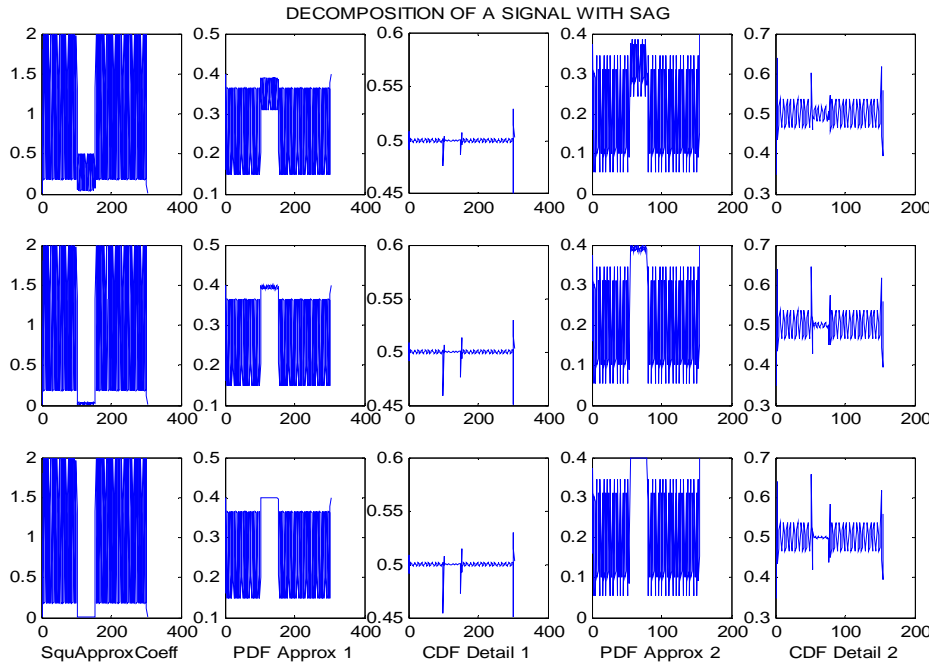 DECOMPOSITION OF A SIGNAL WITH SAG
2 0.5 0.6 0.4 0.7
1.5 0.4 0.55 0.3 0.6
1 0.3 0.5 0.2 0.5
0.5 0.2 0.1 0.4
0 0.1 0.45 0 0.3
0 200 400 0 200 400 0 200 400 0 100 200 0 100 200
2 0.5 0.6 0.4 0.7
1.5 0.4 0.55 0.3 0.6
1 0.3 0.5 0.2 0.5
0.5 0.2 0.1 0.4
0 0.1 0.45 0 0.3
0 200 400 0 200 400 0 200 400 0 100 200 0 100 200
2 0.5 0.6 0.4 0.7
1.5 0.4 0.55 0.3 0.6
1 0.3 0.5 0.2 0.5
0.5 0.2 0.1 0.4
0 0.1 0.45 0 0.3
0 200 400 0 200 400 0 200 400 0 100 200 0 100 200
SquApproxCoeff PDF Approx 1 CDF Detail 1 PDF Approx 2 CDF Detail 2